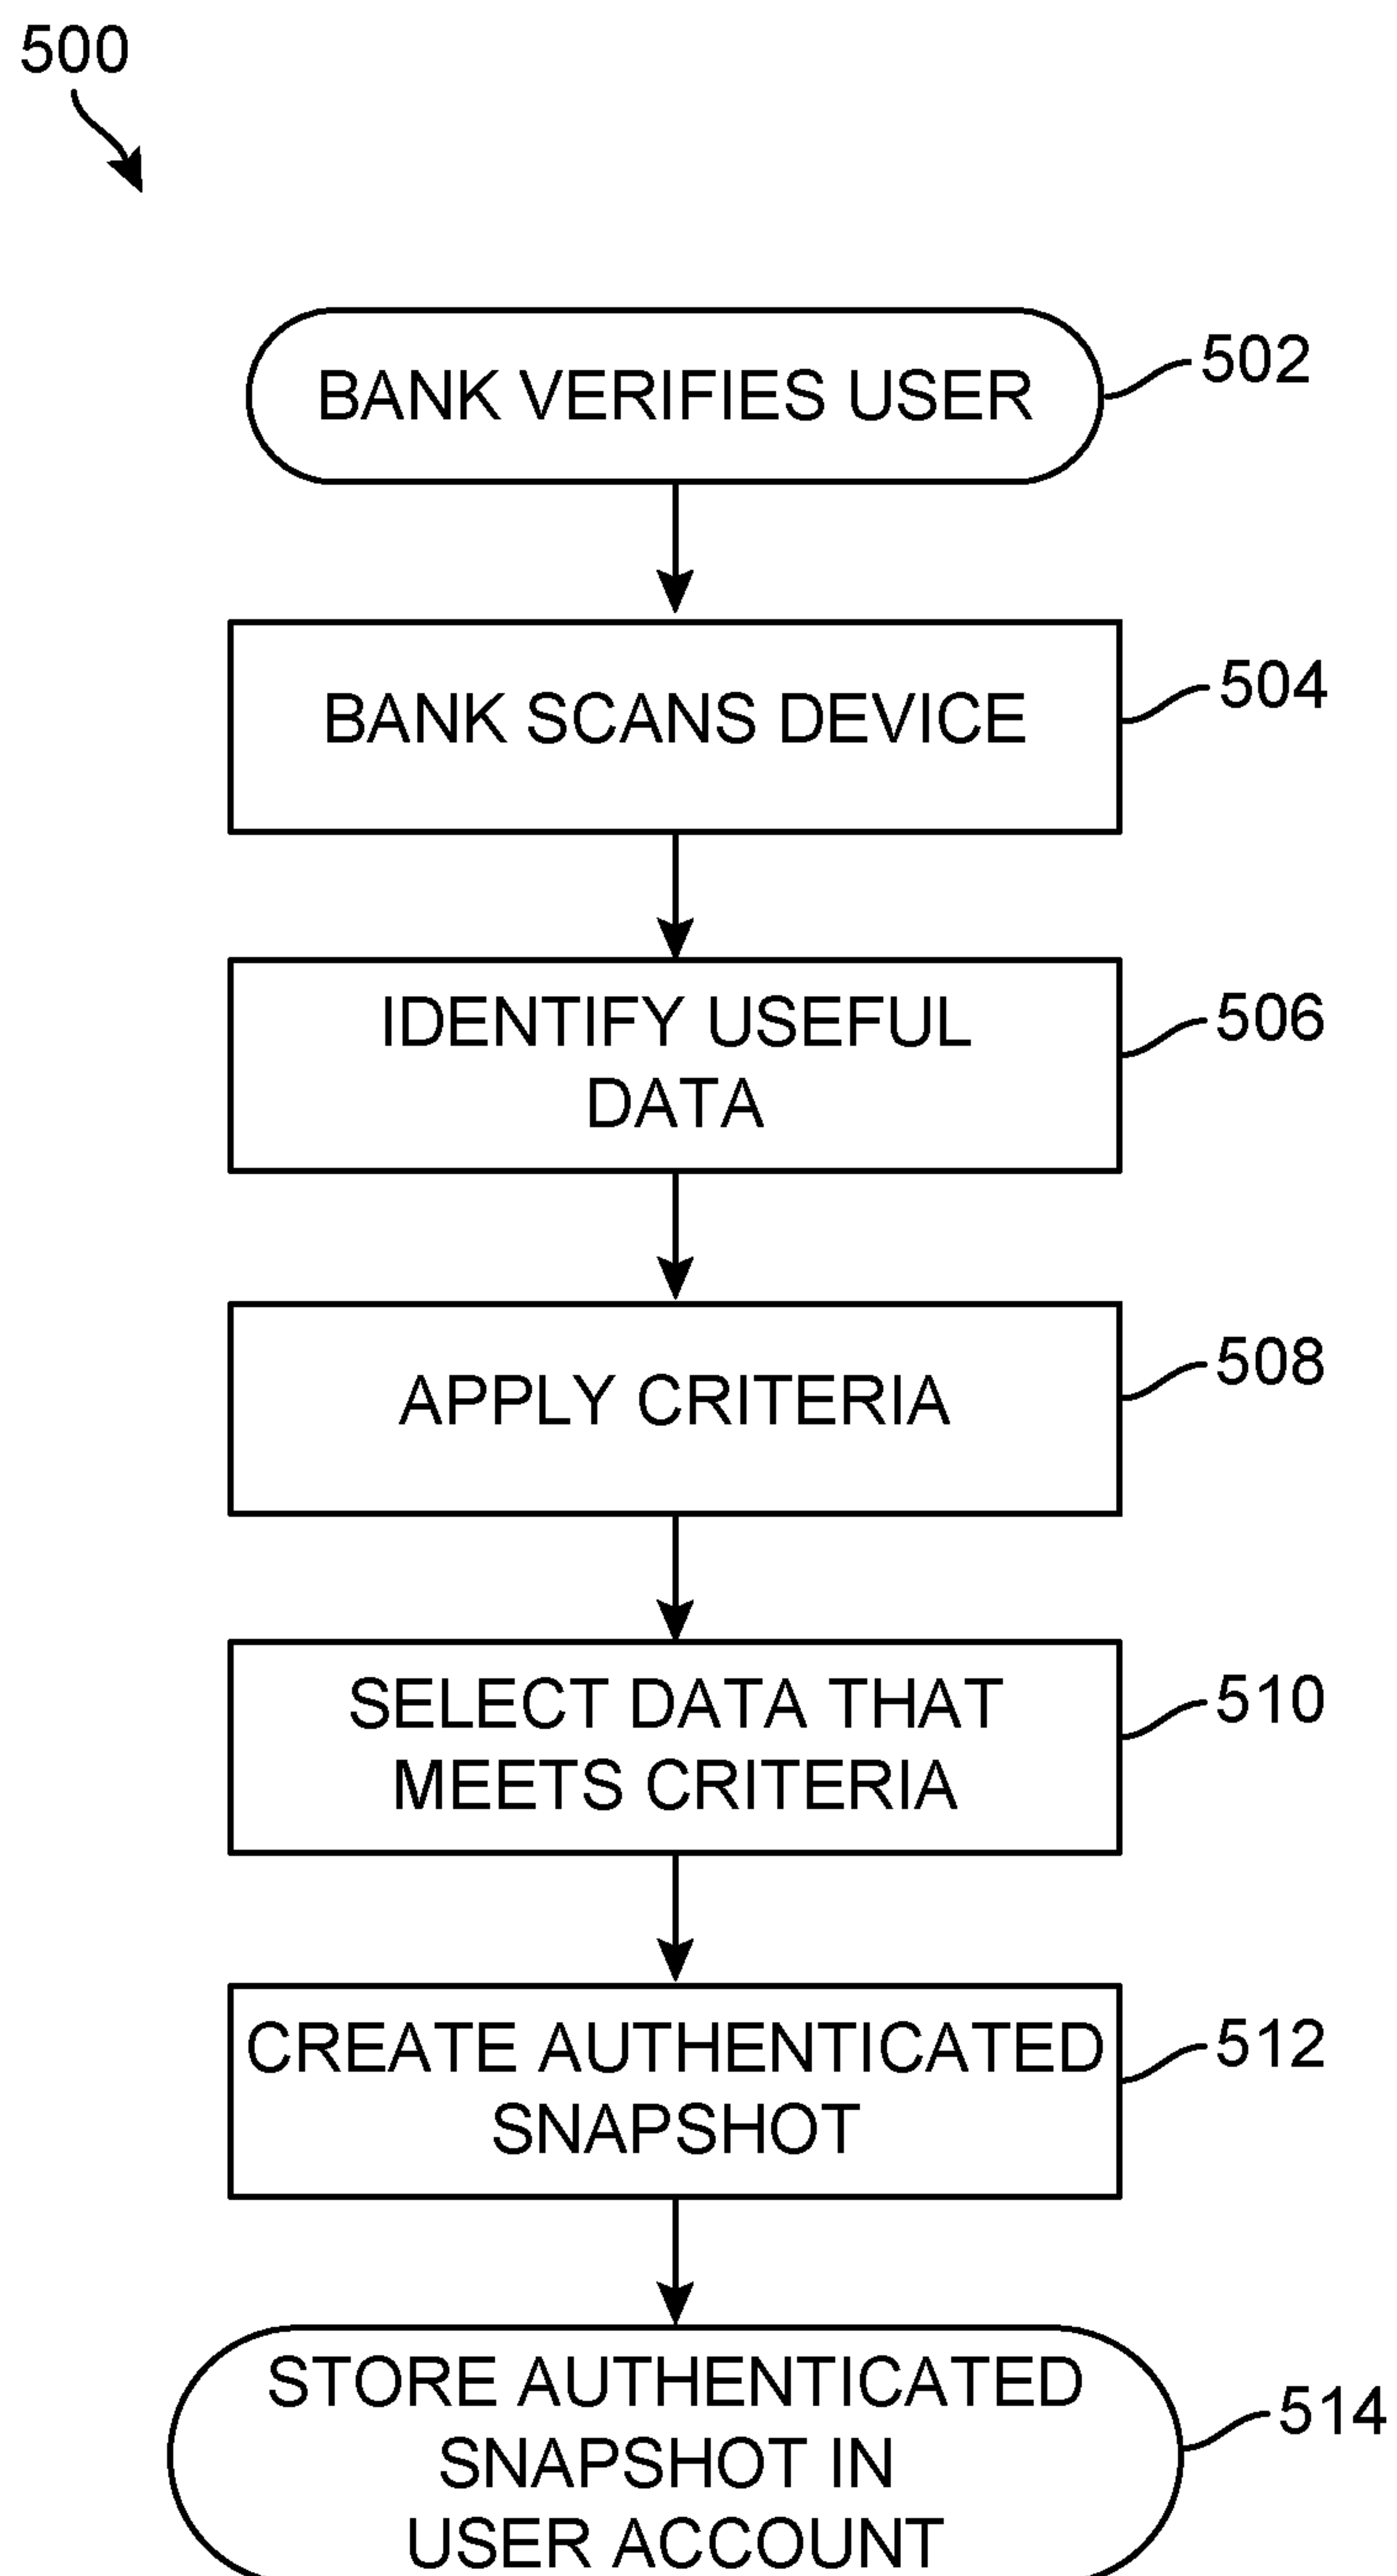 500
BANK VERIFIES USER
502
BANK SCANS DEVICE
504
IDENTIFY USEFUL
DATA
506
APPLY CRITERIA
508
SELECT DATA THAT
MEETS CRITERIA
510
CREATE AUTHENTICATED
SNAPSHOT
512
STORE AUTHENTICATED
SNAPSHOT IN
USER ACCOUNT
514